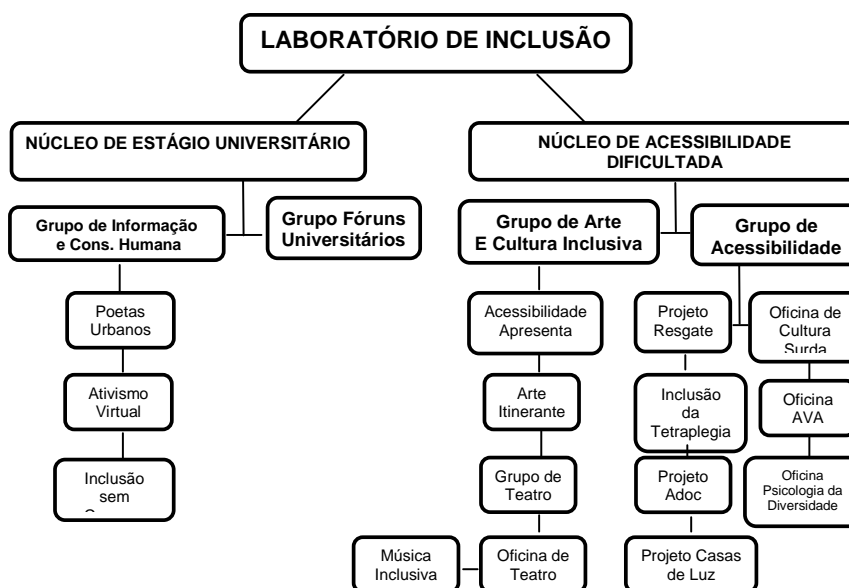 LABORATÓRIO DE INCLUSÃO
NÚCLEO DE ESTÁGIO UNIVERSITÁRIO
NÚCLEO DE ACESSIBILIDADE
DIFICULTADA
Grupo de Informação
e Cons. Humana
Grupo Fóruns
Universitários
Grupo de Arte
E Cultura Inclusiva
Grupo de
Acessibilidade
Poetas
Urbanos
Ativismo
Virtual
Inclusão
sem
Acessibilidade
Apresenta
Arte
Itinerante
Grupo de
Teatro
Oficina de
Teatro
Música
Inclusiva
Projeto
Resgate
Inclusão
da
Tetraplegia
Projeto
Adoc
Projeto Casas
de Luz
Oficina de
Cultura
Surda
Oficina
AVA
Oficina
Psicologia da
Diversidade